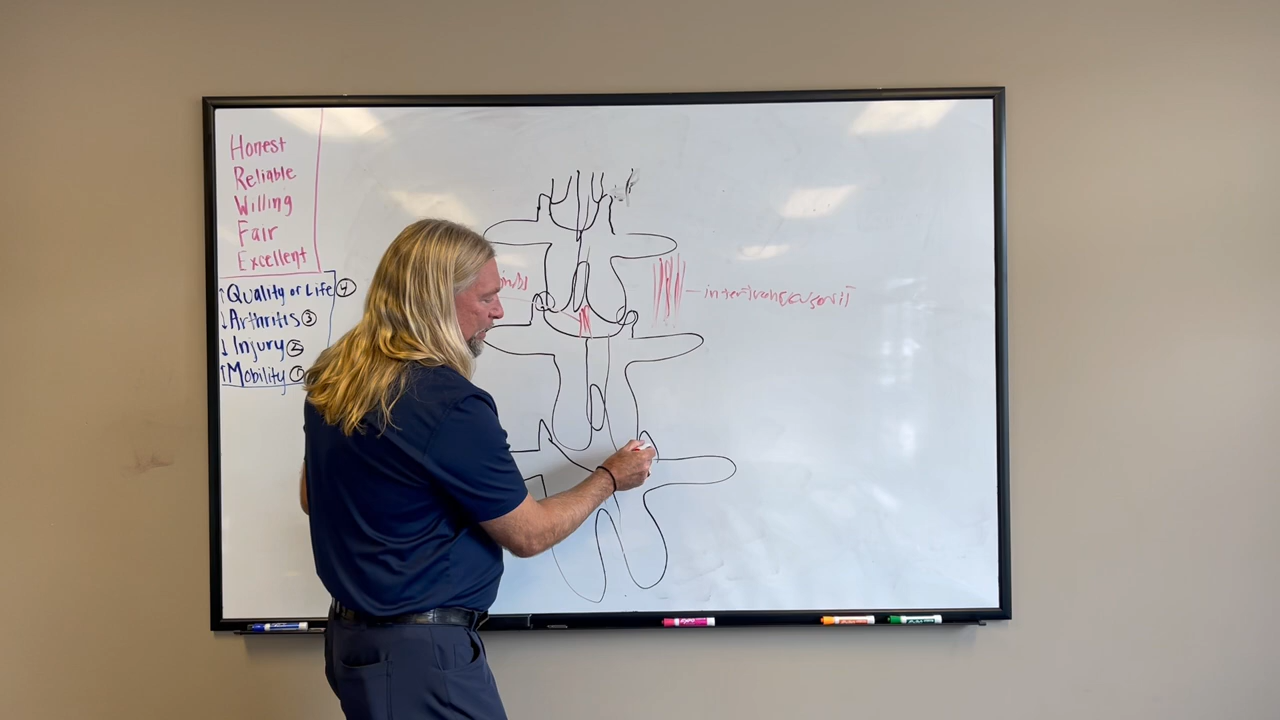 Honest
Reliable
Willing
Fair
Excellent
↑Quality of Life ④
↓Arthritis ③
↓Injury ②
↑Mobility ①